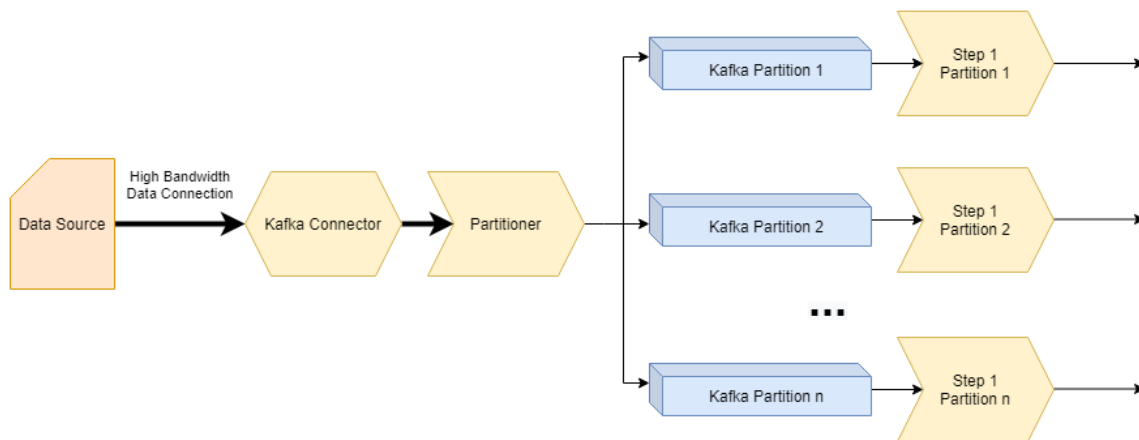 Data Source
High Bandwidth
Data Connection
Kafka Connector
Partitioner
Kafka Partition 1
Step 1
Partition 1
Kafka Partition 2
Step 1
Partition 2
...
Kafka Partition n
Step 1
Partition n